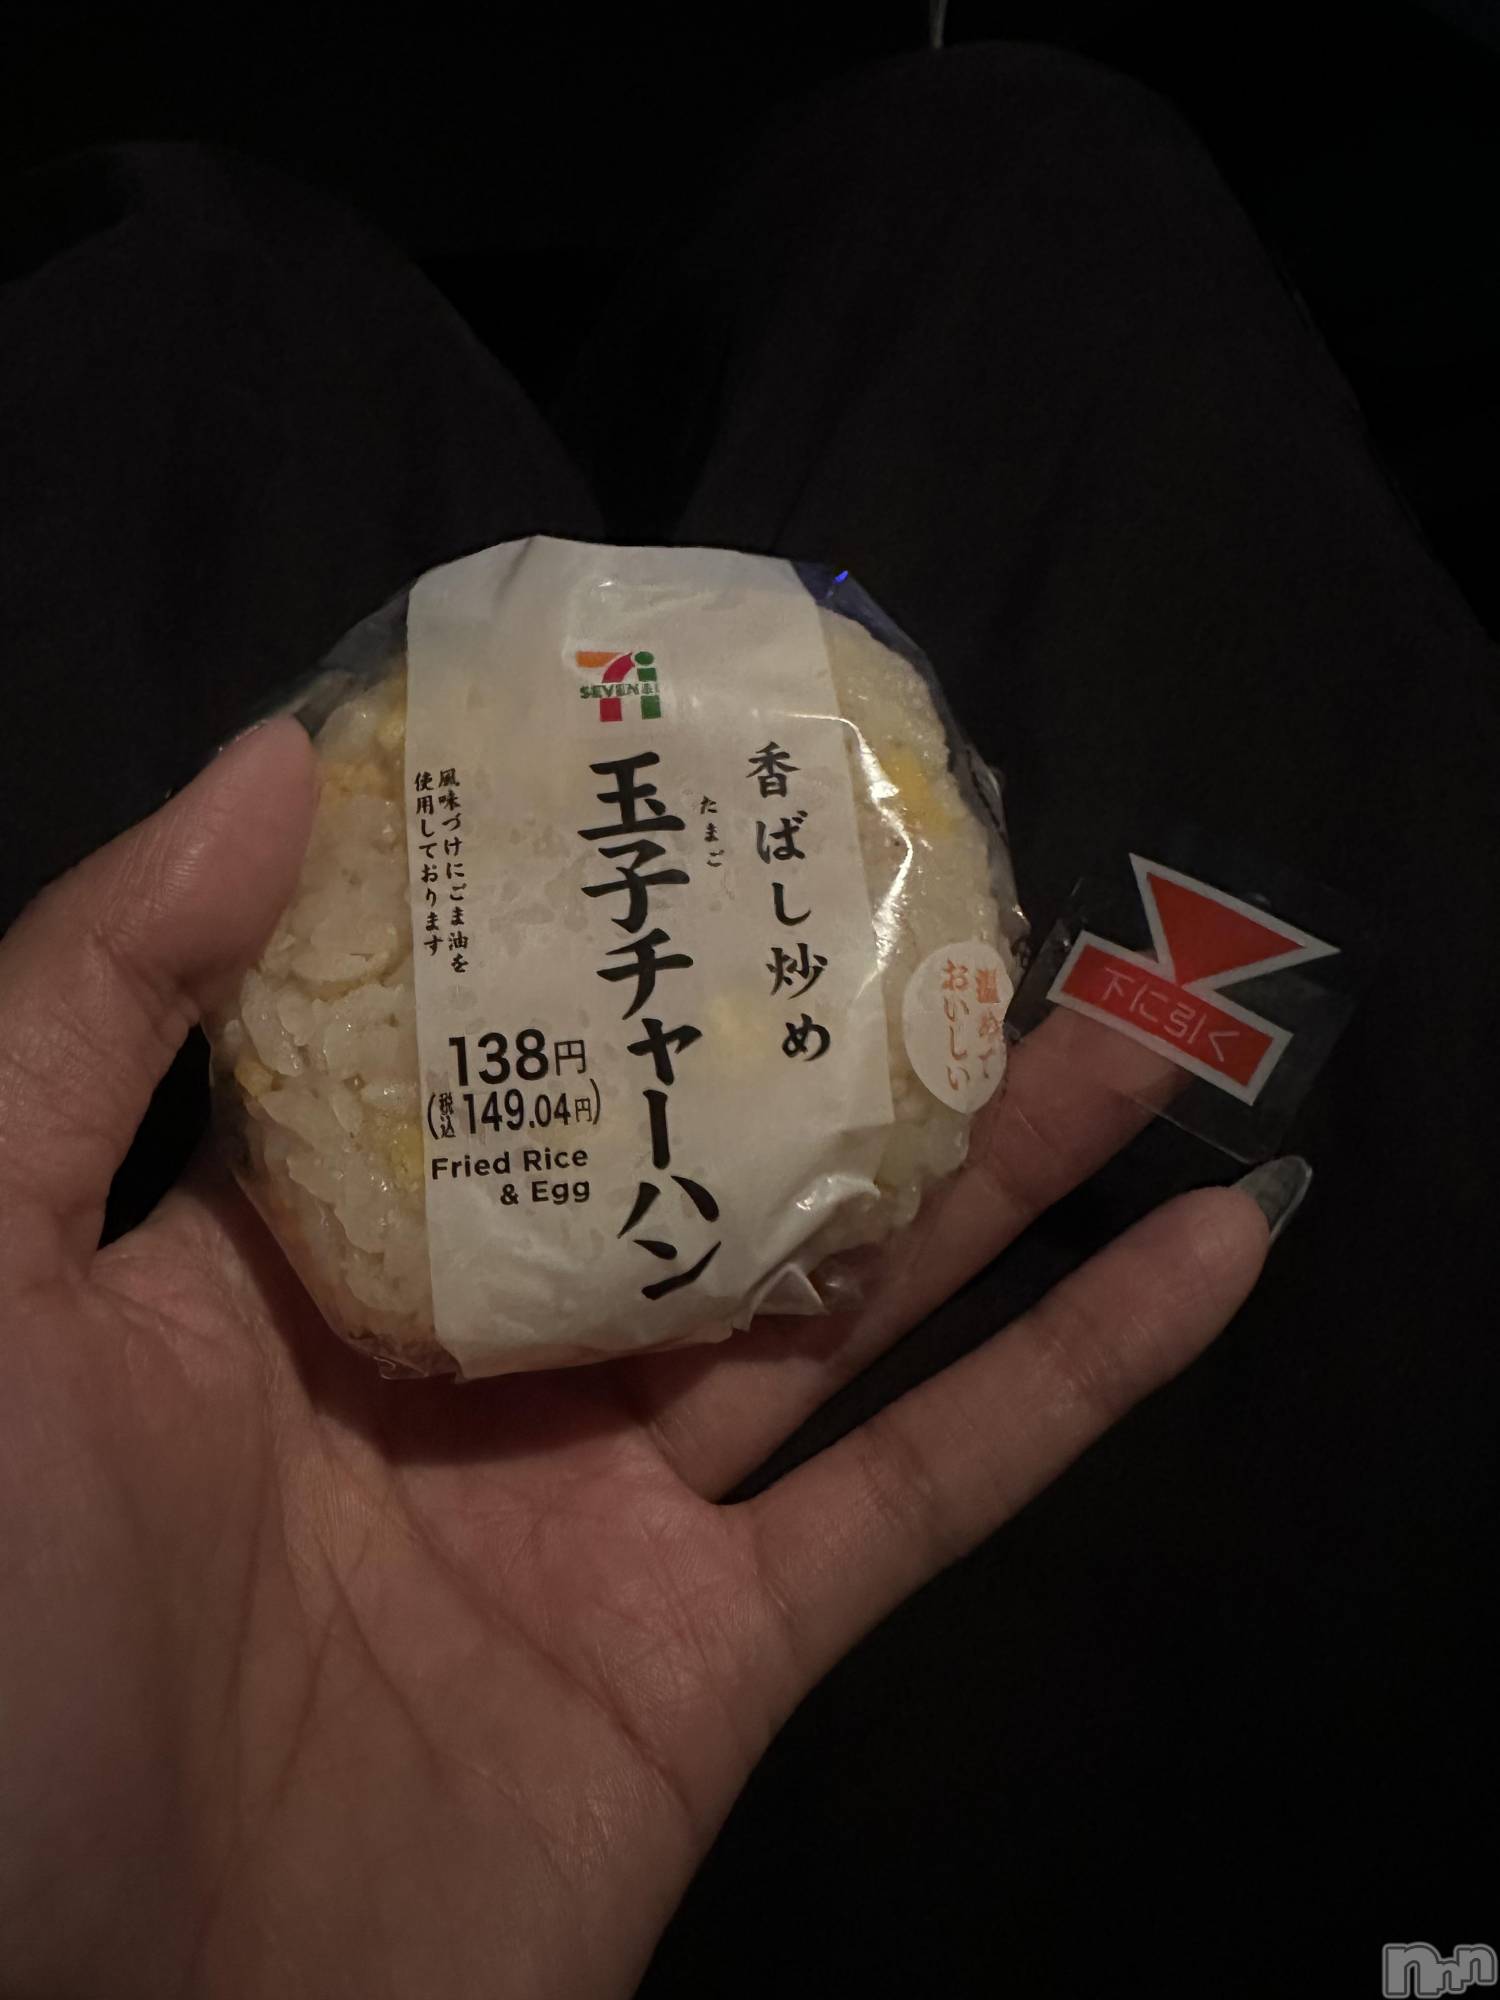 SEVEN
香ばし炒め
たまご
玉子チャーハン
風味づけにごま油を
使用しております
138円
(税込149.04円)
Fried Rice
& Egg
温めて
おいしい
下に引く
nnn